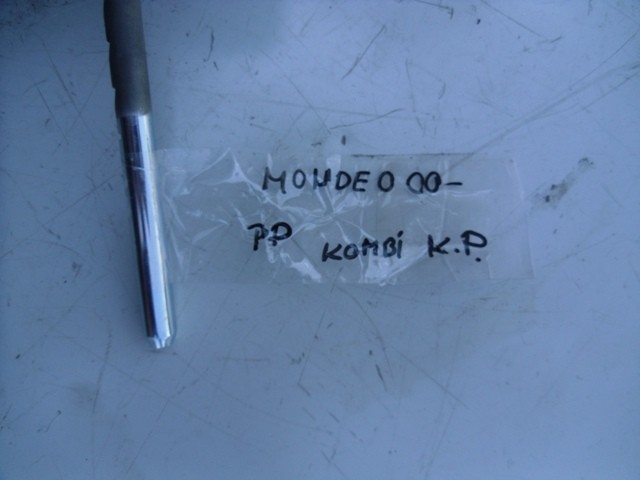 MONDEO 00-
PP KOMBi K.P.